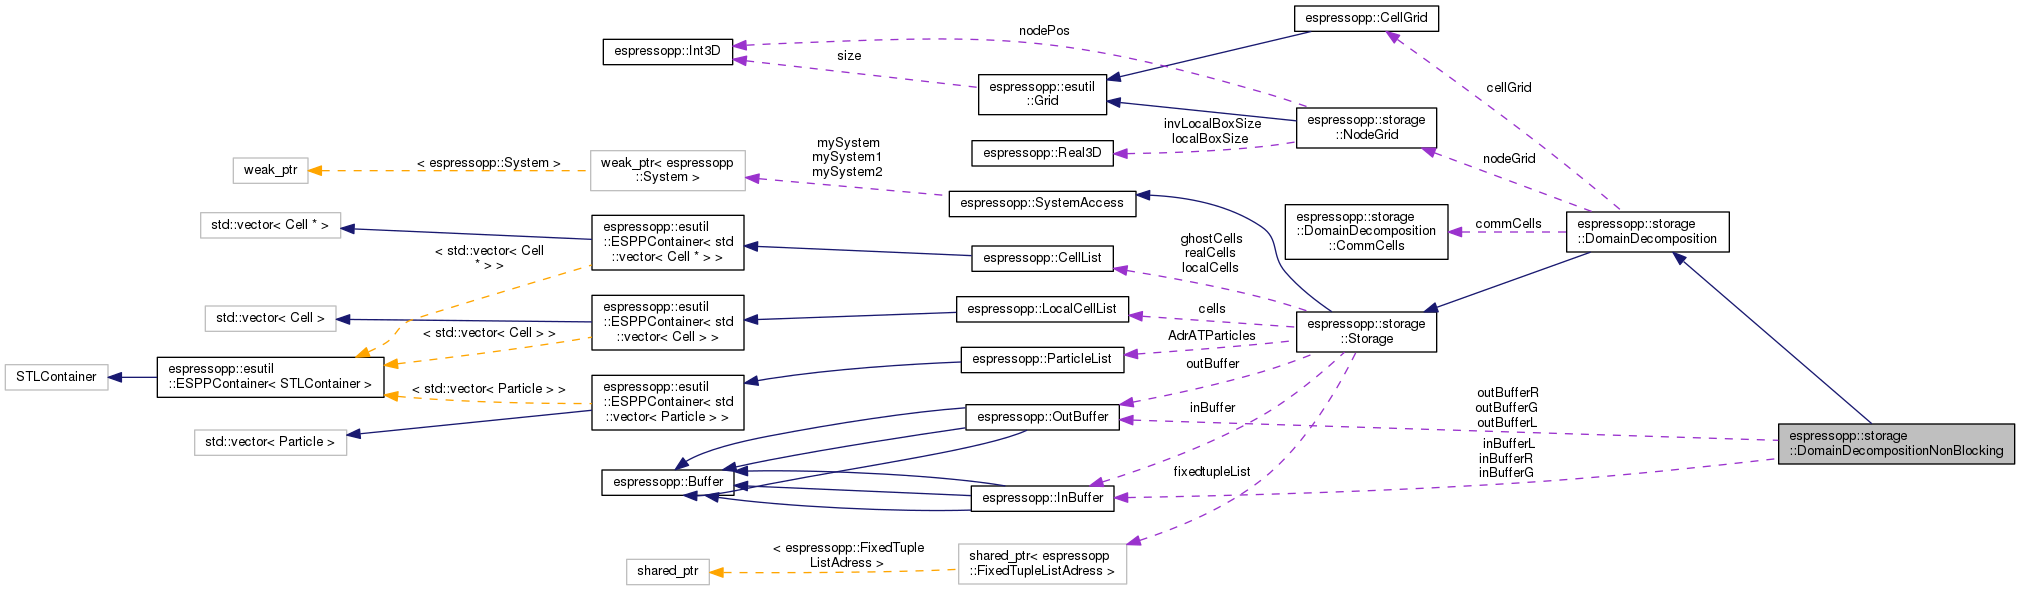 espressopp::CellGrid
nodePos
espressopp::Int3D
size
cellGrid
espressopp::esutil
::Grid
espressopp::storage
::NodeGrid
invLocalBoxSize
localBoxSize
espressopp::Real3D
nodeGrid
mySystem
mySystem1
mySystem2
< espressopp::System >
weak_ptr
weak_ptr< espressopp
::System >
espressopp::SystemAccess
espressopp::storage
::DomainDecomposition
::CommCells
commCells
espressopp::storage
::DomainDecomposition
std::vector< Cell * >
espressopp::esutil
::ESPPContainer< std
::vector< Cell * > >
< std::vector< Cell
* > >
ghostCells
realCells
localCells
espressopp::CellList
std::vector< Cell >
espressopp::esutil
::ESPPContainer< std
::vector< Cell > >
< std::vector< Cell > >
espressopp::LocalCellList
cells
espressopp::storage
::Storage
AdrATParticles
espressopp::ParticleList
outBuffer
STLContainer
espressopp::esutil
::ESPPContainer< STLContainer >
< std::vector< Particle > >
espressopp::esutil
::ESPPContainer< std
::vector< Particle > >
std::vector< Particle >
espressopp::OutBuffer
inBuffer
outBufferR
outBufferG
outBufferL
inBufferL
inBufferR
inBufferG
espressopp::storage
::DomainDecompositionNonBlocking
espressopp::Buffer
espressopp::InBuffer
fixedtupleList
< espressopp::FixedTuple
ListAdress >
shared_ptr
shared_ptr< espressopp
::FixedTupleListAdress >